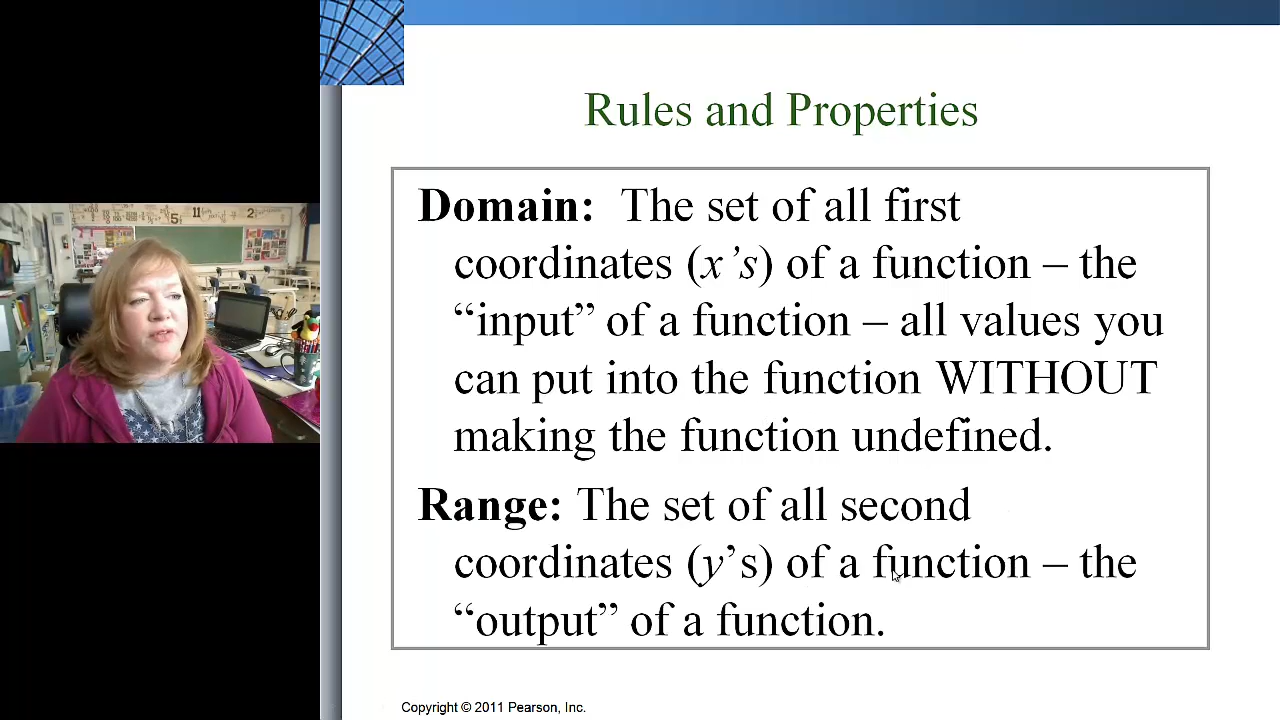 Rules and Properties
Domain: The set of all first
coordinates (x’s) of a function – the
“input” of a function – all values you
can put into the function WITHOUT
making the function undefined.
Range: The set of all second
coordinates (y’s) of a function – the
“output” of a function.
Copyright © 2011 Pearson, Inc.